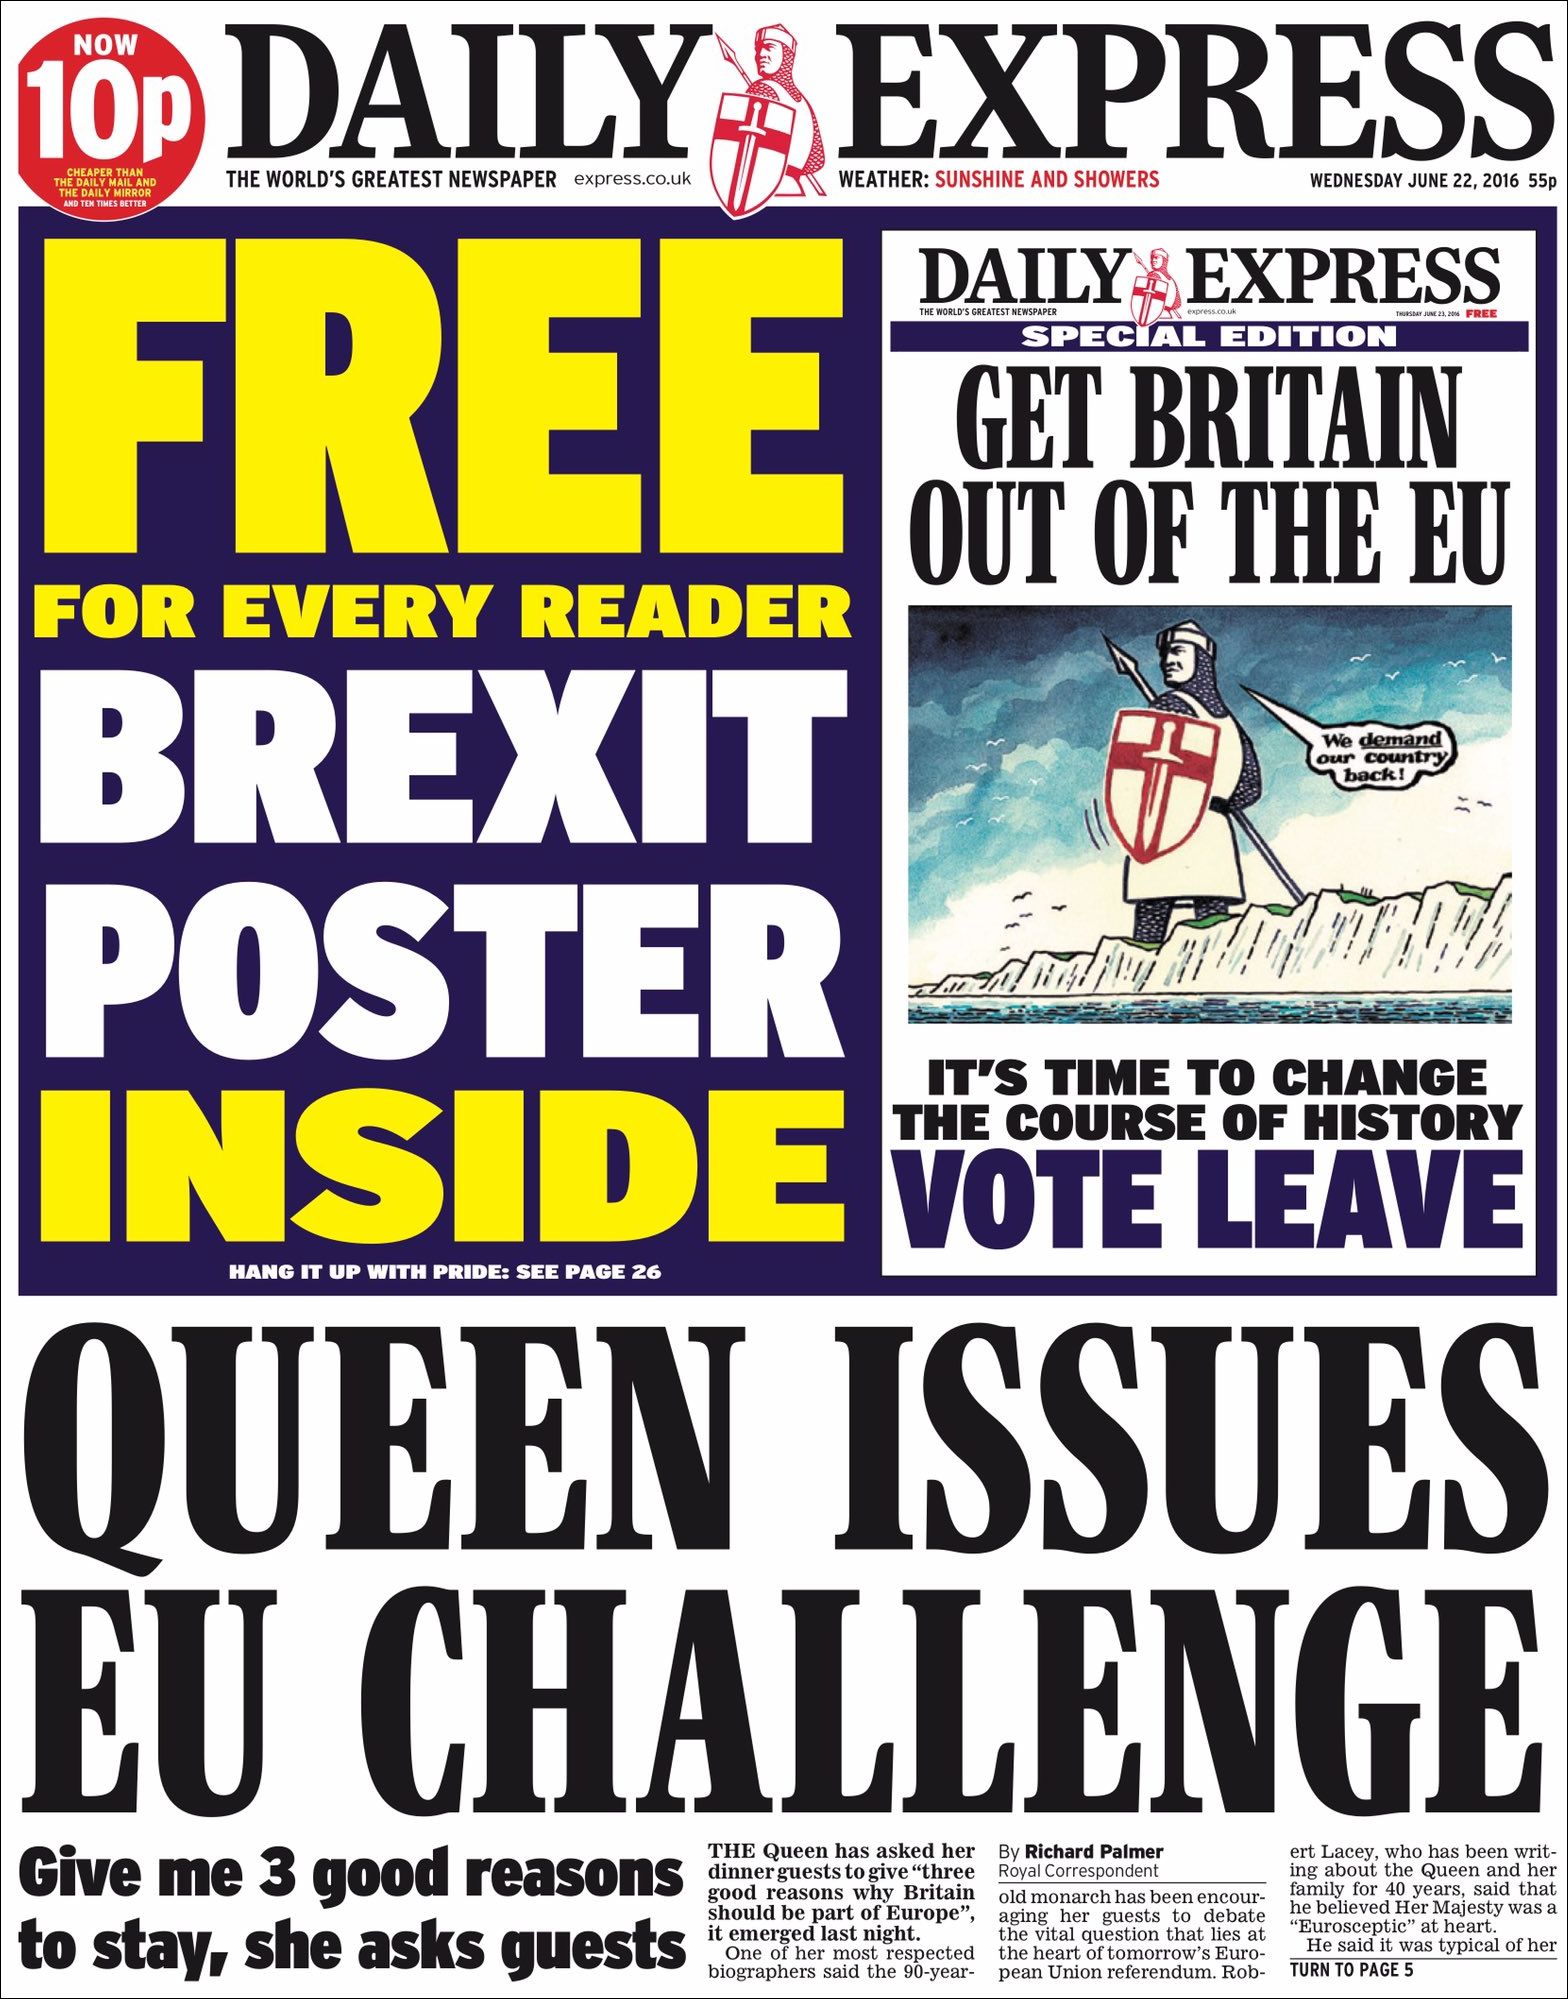 NOW
10p
CHEAPER THAN
THE DAILY MAIL AND
THE DAILY MIRROR
AND TEN TIMES BETTER
DAILY EXPRESS
THE WORLD'S GREATEST NEWSPAPER express.co.uk
WEATHER: SUNSHINE AND SHOWERS
WEDNESDAY JUNE 22, 2016 55p
FREE
FOR EVERY READER
BREXIT
POSTER
INSIDE
HANG IT UP WITH PRIDE: SEE PAGE 26
DAILY EXPRESS
THE WORLD'S GREATEST NEWSPAPER express.co.uk THURSDAY JUNE 23, 2016 FREE
SPECIAL EDITION
GET BRITAIN
OUT OF THE EU
We demand
our country
back!
IT'S TIME TO CHANGE
THE COURSE OF HISTORY
VOTE LEAVE
QUEEN ISSUES
EU CHALLENGE
Give me 3 good reasons
to stay, she asks guests
THE Queen has asked her
dinner guests to give “three
good reasons why Britain
should be part of Europe”,
it emerged last night.
One of her most respected
biographers said the 90-year-
By Richard Palmer
Royal Correspondent
old monarch has been encour-
aging her guests to debate
the vital question that lies at
the heart of tomorrow's Euro-
pean Union referendum. Rob-
ert Lacey, who has been writ-
ing about the Queen and her
family for 40 years, said that
he believed Her Majesty was a
“Eurosceptic” at heart.
He said it was typical of her
TURN TO PAGE 5